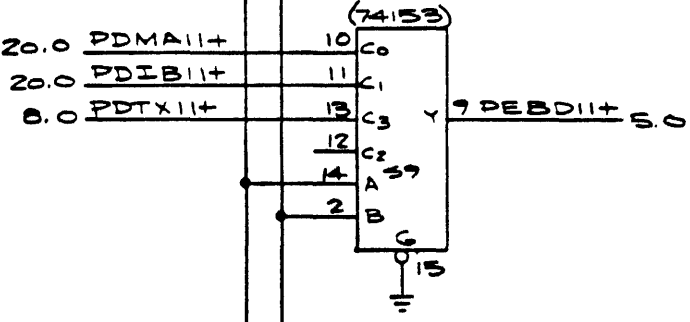 (74153)
20.0 PDMA11+ 10 C0
20.0 PDIB11+ 11 C1
8.0 PDTX11+ 13 C3 Y 9 PEBD11+ 5.0
12 C2
14 A 59
2 B
G
15